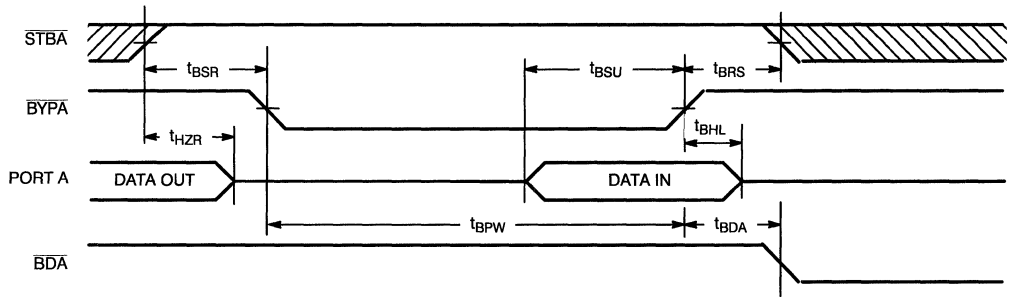 STBA
tBSR
tBSU
tBRS
BYPA
tHZR
tBHL
PORT A
DATA OUT
DATA IN
tBPW
tBDA
BDA